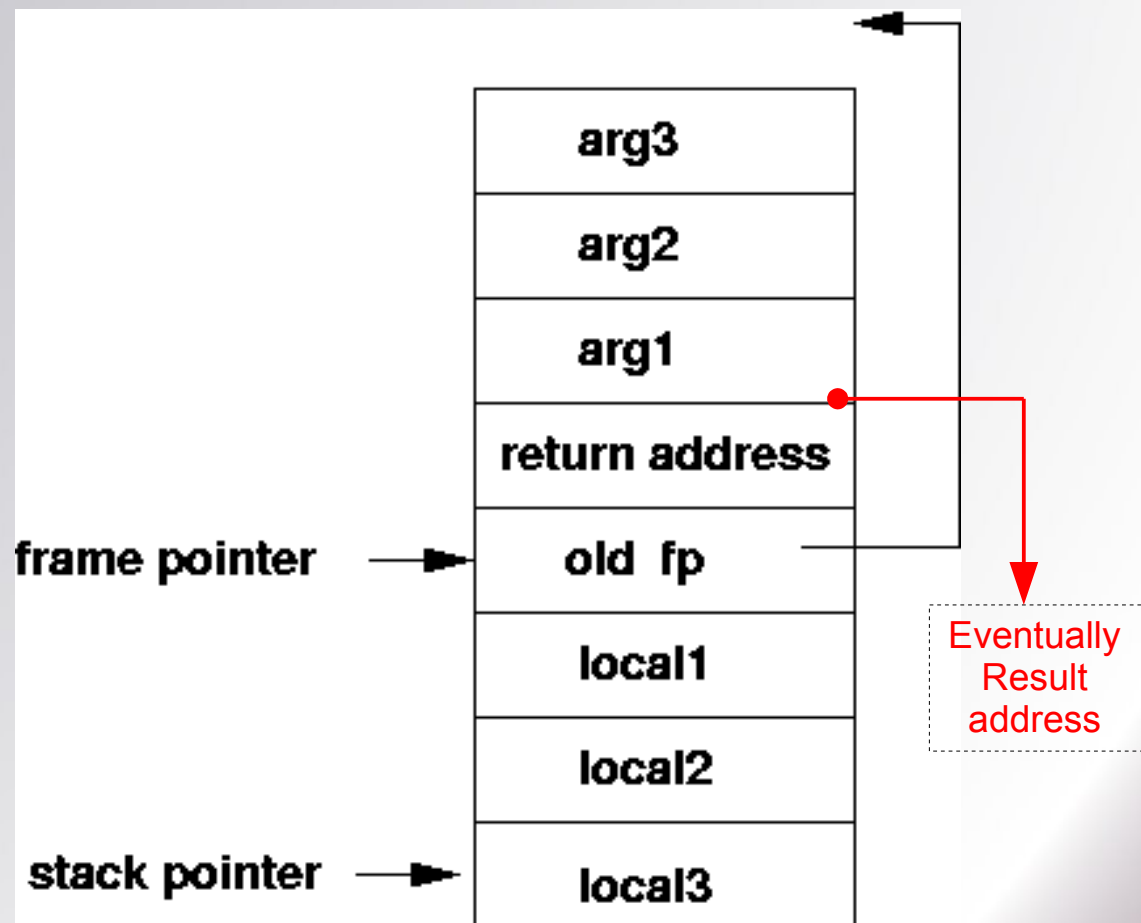 arg3
arg2
arg1
return address
frame pointer
old fp
local1
Eventually
Result
address
local2
stack pointer
local3